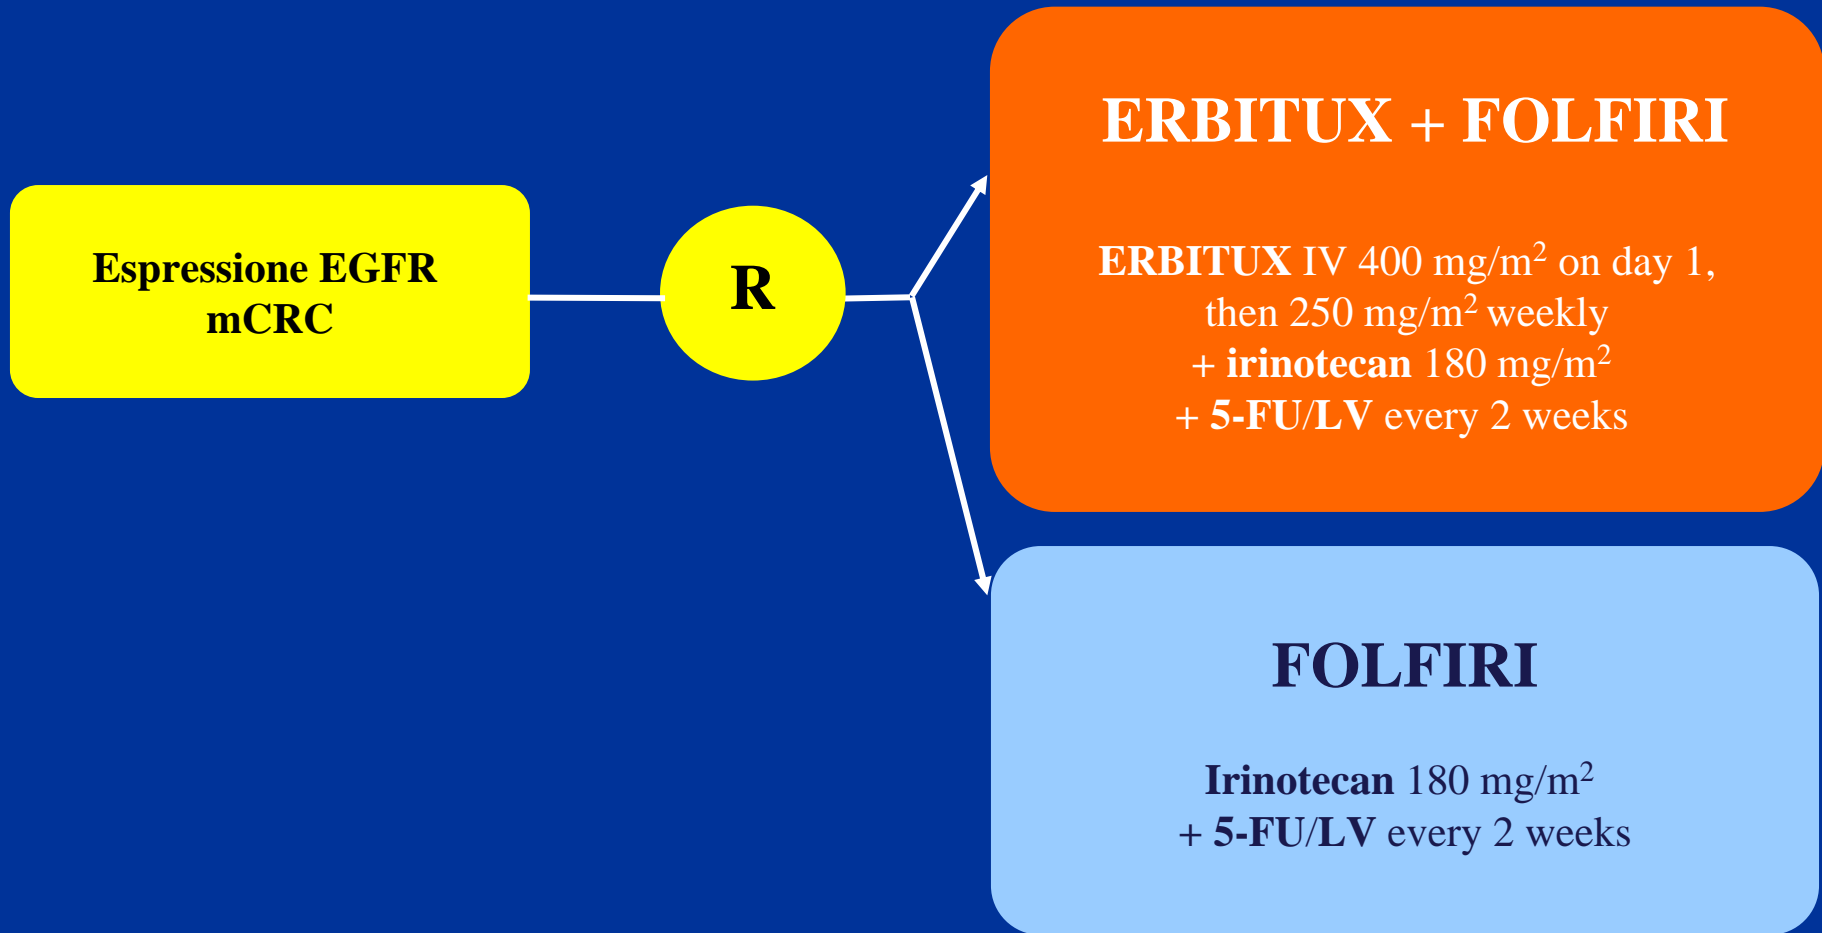 Espressione EGFR
mCRC
R
ERBITUX + FOLFIRI
ERBITUX IV 400 mg/m² on day 1,
then 250 mg/m² weekly
+ irinotecan 180 mg/m²
+ 5-FU/LV every 2 weeks
FOLFIRI
Irinotecan 180 mg/m²
+ 5-FU/LV every 2 weeks